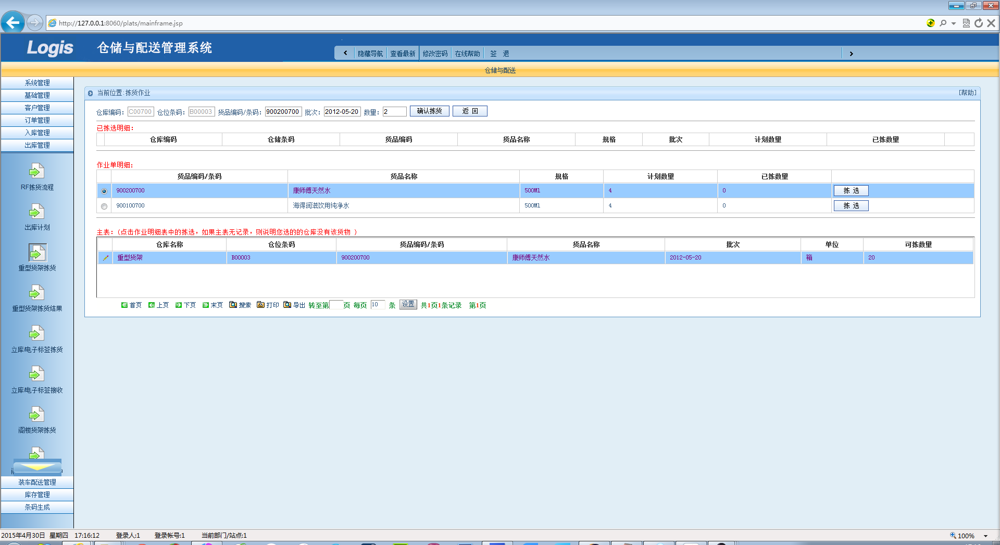 http://127.0.0.1:8060/plats/mainframe.jsp
Logis 仓储与配送管理系统
隐藏导航 查看最新 修改密码 在线帮助 签 退
仓储与配送
系统管理
基础管理
客户管理
订单管理
入库管理
出库管理
RF拣货流程
出库计划
重型货架拣货
重型货架拣货结果
立库/电子标签拣货
立库/电子标签接收
阁楼货架拣货
装车配送管理
库存管理
条码生成
当前位置:拣货作业 [帮助]
仓库编码: C00700 仓位条码: B00003 货品编码/条码: 900200700 批次: 2012-05-20 数量: 2 确认拣货 返 回
已拣选明细:
仓库编码 仓储条码 货品编码 货品名称 规格 批次 计划数量 已拣数量
作业单明细:
货品编码/条码 货品名称 规格 计划数量 已拣数量
900200700 康师傅天然水 500Ml 4 0 拣 选
900100700 海得润滋饮用纯净水 500Ml 4 0 拣 选
主表:(点击作业明细表中的拣选，如果主表无记录，则说明您选的的仓库没有该货物 )
仓库名称 仓位条码 货品编码/条码 货品名称 批次 单位 可拣数量
重型货架 B00003 900200700 康师傅天然水 2012-05-20 箱 20
首页 上页 下页 末页 搜索 打印 导出 转至第 页 每页 10 条 设置 共1页1条记录 第1页
2015年4月30日 星期四 17:16:12 登录人:1 登录帐号:1 当前部门/站点:1 100%